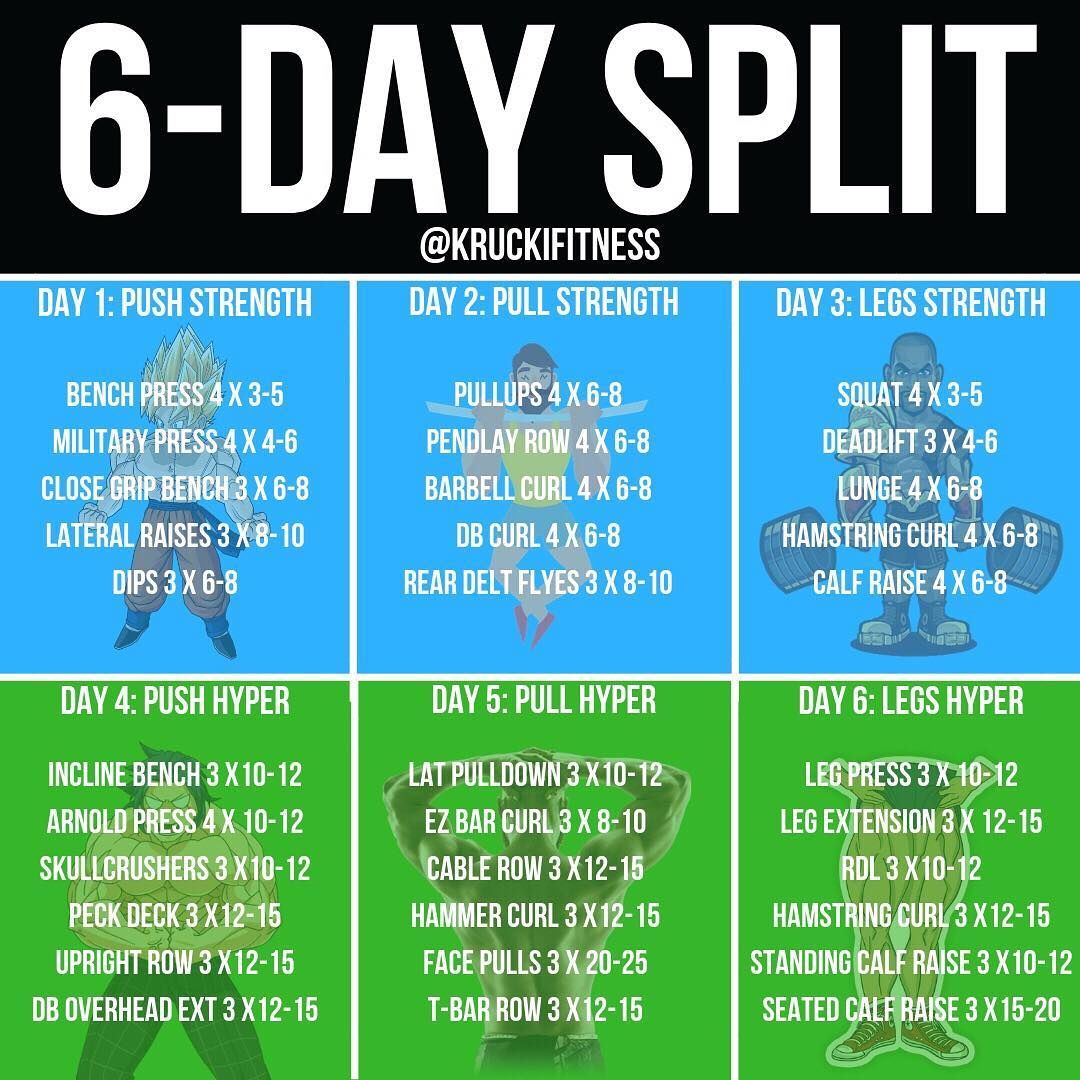 6-DAY SPLIT
@KRUCKIFITNESS
DAY 1: PUSH STRENGTH
BENCH PRESS 4 X 3-5
MILITARY PRESS 4 X 4-6
CLOSE GRIP BENCH 3 X 6-8
LATERAL RAISES 3 X 8-10
DIPS 3 X 6-8
DAY 2: PULL STRENGTH
PULLUPS 4 X 6-8
PENDLAY ROW 4 X 6-8
BARBELL CURL 4 X 6-8
DB CURL 4 X 6-8
REAR DELT FLYES 3 X 8-10
DAY 3: LEGS STRENGTH
SQUAT 4 X 3-5
DEADLIFT 3 X 4-6
LUNGE 4 X 6-8
HAMSTRING CURL 4 X 6-8
CALF RAISE 4 X 6-8
DAY 4: PUSH HYPER
INCLINE BENCH 3 X10-12
ARNOLD PRESS 4 X 10-12
SKULLCRUSHERS 3 X10-12
PECK DECK 3 X12-15
UPRIGHT ROW 3 X12-15
DB OVERHEAD EXT 3 X12-15
DAY 5: PULL HYPER
LAT PULLDOWN 3 X10-12
EZ BAR CURL 3 X 8-10
CABLE ROW 3 X12-15
HAMMER CURL 3 X12-15
FACE PULLS 3 X 20-25
T-BAR ROW 3 X12-15
DAY 6: LEGS HYPER
LEG PRESS 3 X 10-12
LEG EXTENSION 3 X 12-15
RDL 3 X10-12
HAMSTRING CURL 3 X12-15
STANDING CALF RAISE 3 X10-12
SEATED CALF RAISE 3 X15-20